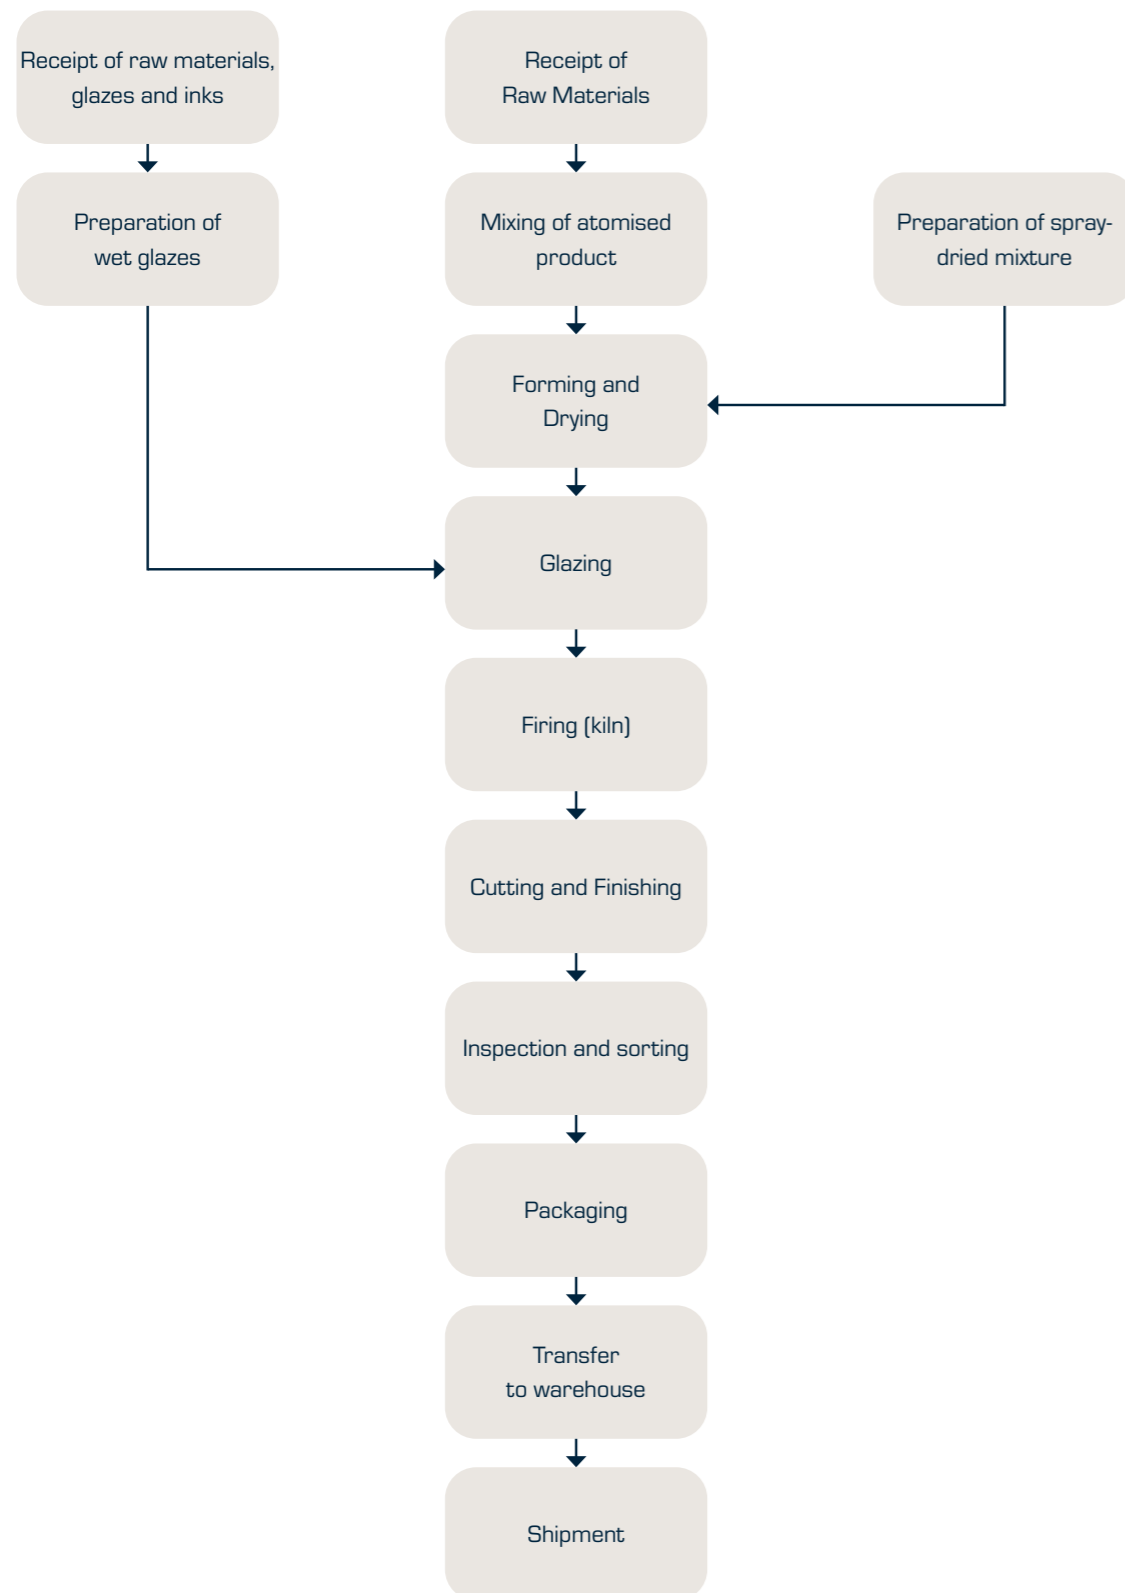 Receipt of raw materials,
glazes and inks
Receipt of
Raw Materials
Preparation of
wet glazes
Mixing of atomised
product
Preparation of spray-
dried mixture
Forming and
Drying
Glazing
Firing (kiln)
Cutting and Finishing
Inspection and sorting
Packaging
Transfer
to warehouse
Shipment